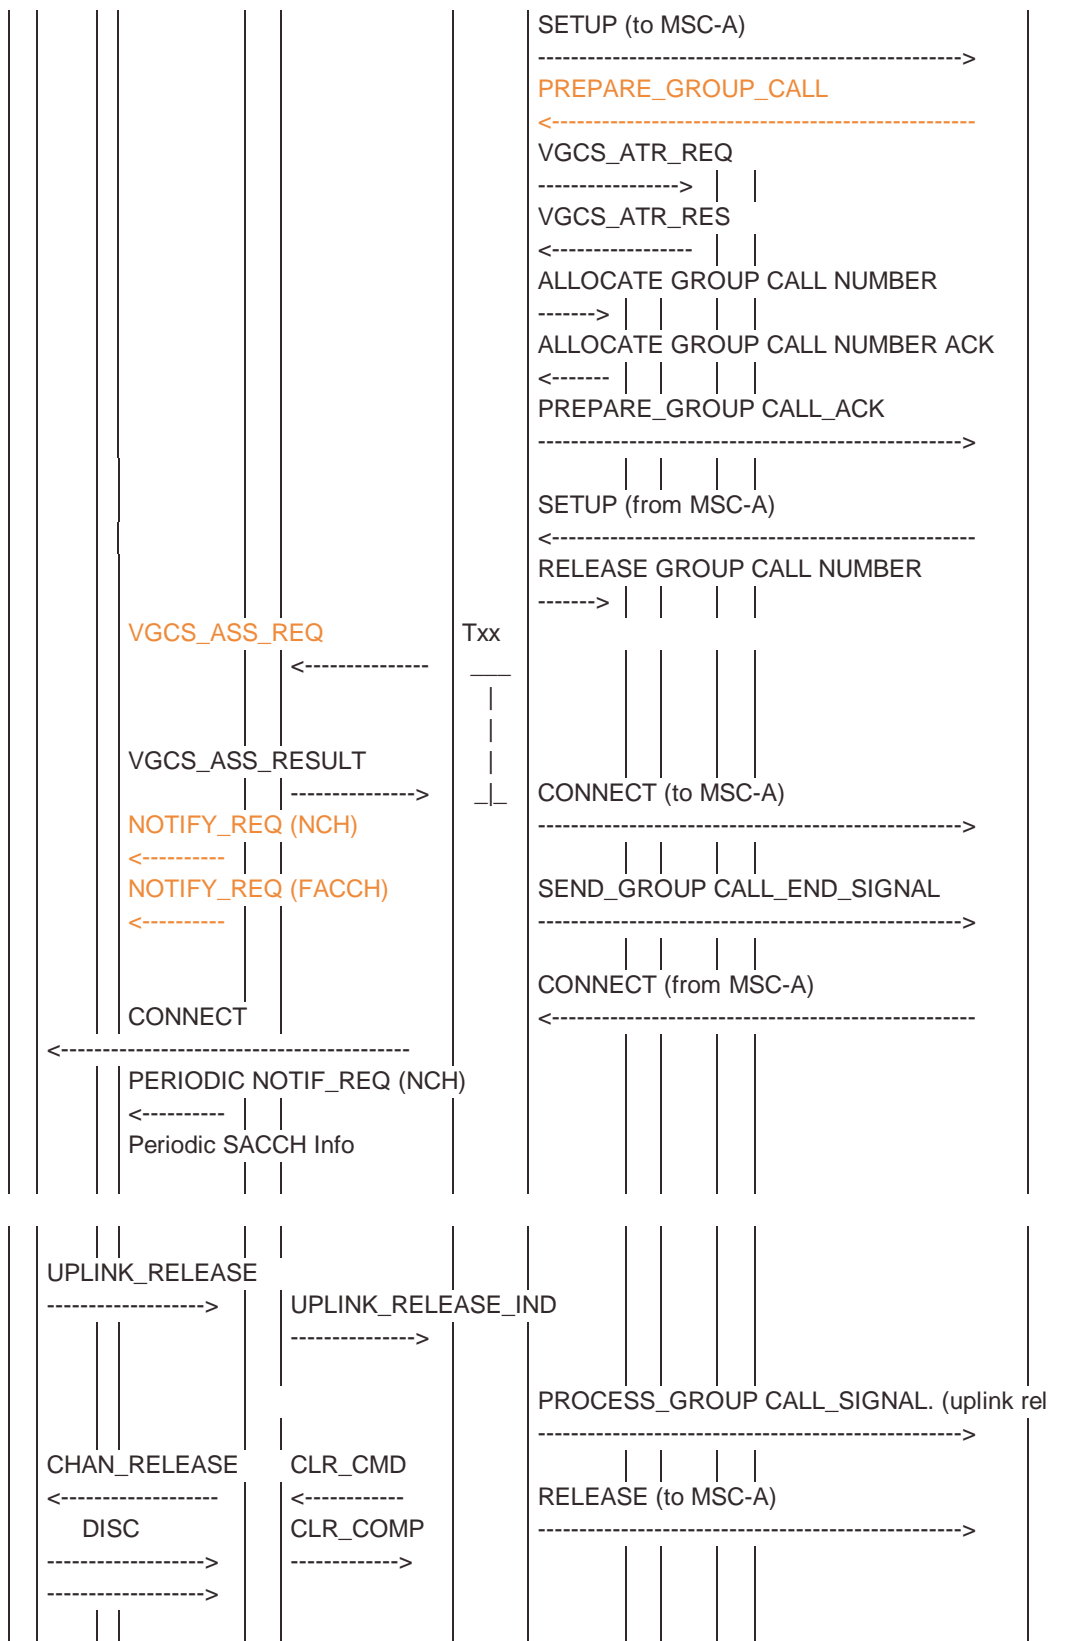 SETUP (to MSC-A)
---------------------------------------------------->
PREPARE_GROUP_CALL
<----------------------------------------------------
VGCS_ATR_REQ
----------------->
VGCS_ATR_RES
<-----------------
ALLOCATE GROUP CALL NUMBER
------->
ALLOCATE GROUP CALL NUMBER ACK
<-------
PREPARE_GROUP CALL_ACK
---------------------------------------------------->
SETUP (from MSC-A)
<----------------------------------------------------
RELEASE GROUP CALL NUMBER
------->
VGCS_ASS_REQ Txx
<---------------
VGCS_ASS_RESULT
---------------> CONNECT (to MSC-A)
NOTIFY_REQ (NCH) ---------------------------------------------------->
<----------
NOTIFY_REQ (FACCH) SEND_GROUP CALL_END_SIGNAL
<---------- ---------------------------------------------------->
CONNECT (from MSC-A)
CONNECT <----------------------------------------------------
<------------------------------------------
PERIODIC NOTIF_REQ (NCH)
<----------
Periodic SACCH Info
UPLINK_RELEASE
-------------------> UPLINK_RELEASE_IND
--------------->
PROCESS_GROUP CALL_SIGNAL. (uplink rel
---------------------------------------------------->
CHAN_RELEASE CLR_CMD
<------------------- <------------ RELEASE (to MSC-A)
DISC CLR_COMP ---------------------------------------------------->
-------------------> ------------->
------------------->